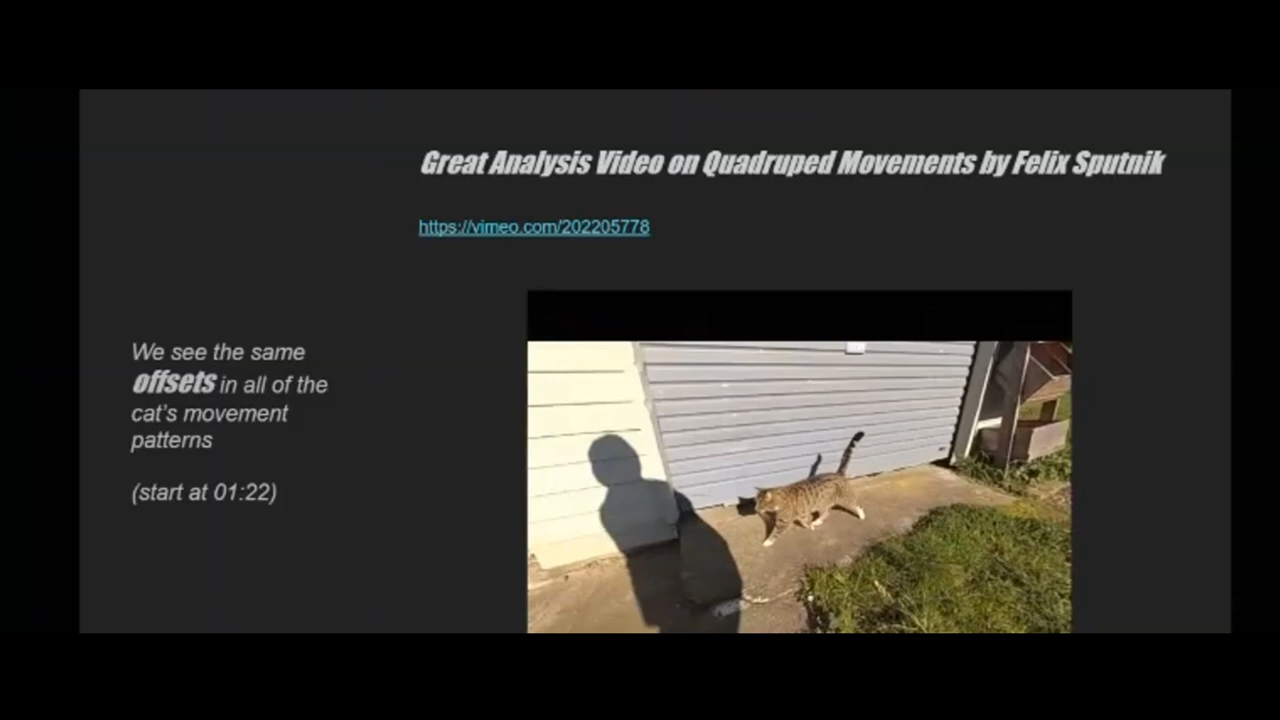 Great Analysis Video on Quadruped Movements by Felix Sputnik
https://vimeo.com/202205778
We see the same
offsets in all of the
cat's movement
patterns
(start at 01:22)